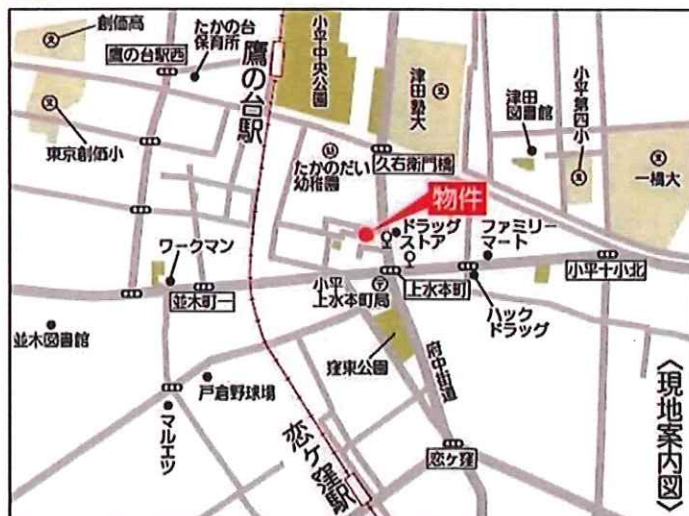 創価高
鷹の台駅西
たかの台
保育所
鷹の台駅
小平中央公園
津田塾大
津田
図書館
小平第四小
一橋大
東京創価小
たかのだい
幼稚園
久右衛門橋
物件
ドラッグ
ストア
ファミリー
マート
ワークマン
小平
上水本町局
上水本町
小平十小北
並木町一
ハック
ドラッグ
並木図書館
窪東公園
府中街道
戸倉野球場
マルエツ
恋ヶ窪駅
恋ヶ窪
〈現地案内図〉